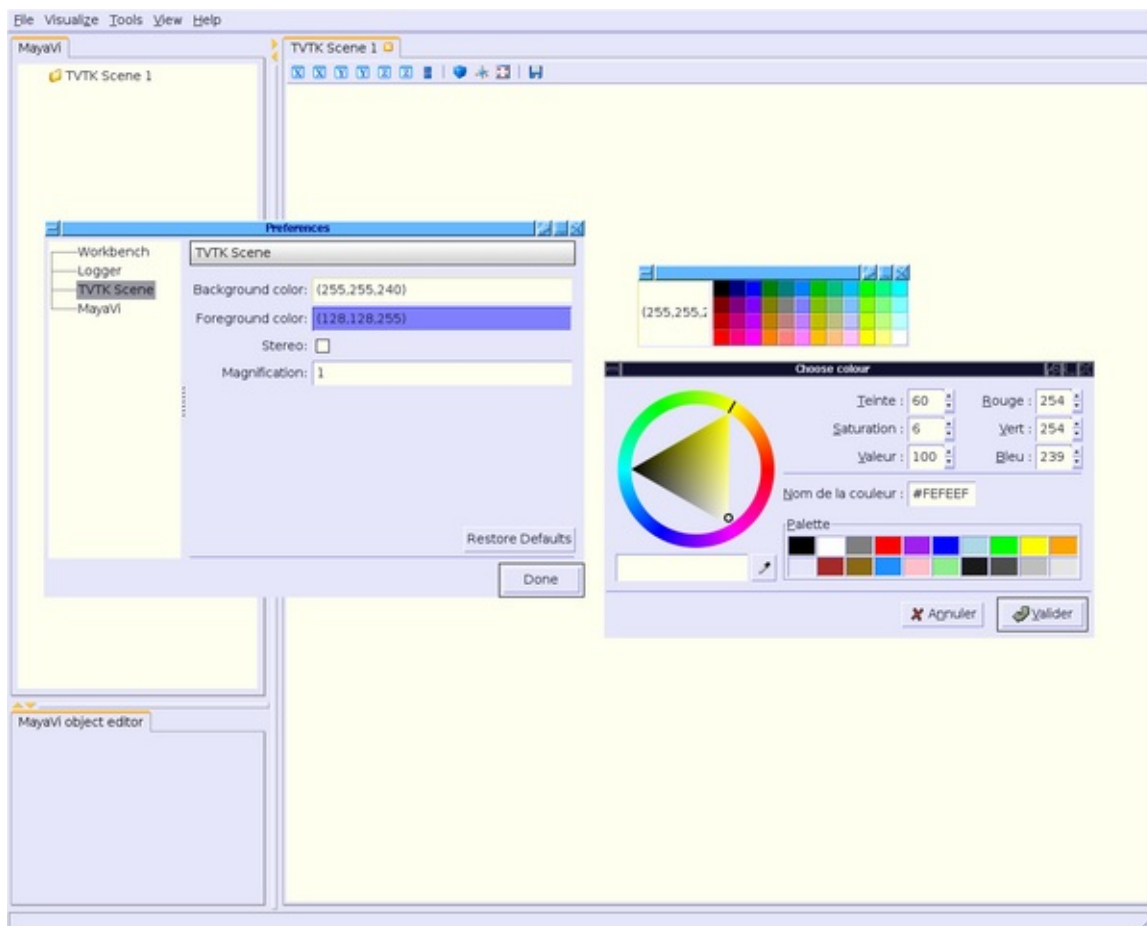 File Visualize Tools View Help
MayaVi
TVTK Scene 1
TVTK Scene 1
X X Y Y Z Z
Preferences
Workbench
Logger
TVTK Scene
MayaVi
TVTK Scene
Background color: (255,255,240)
Foreground color: (128,128,255)
Stereo:
Magnification: 1
Restore Defaults
Done
(255,255,2
Choose colour
Teinte : 60 Rouge : 254
Saturation : 6 Vert : 254
Valeur : 100 Bleu : 239
Nom de la couleur : #FEFEEF
Palette
Annuler Valider
MayaVi object editor